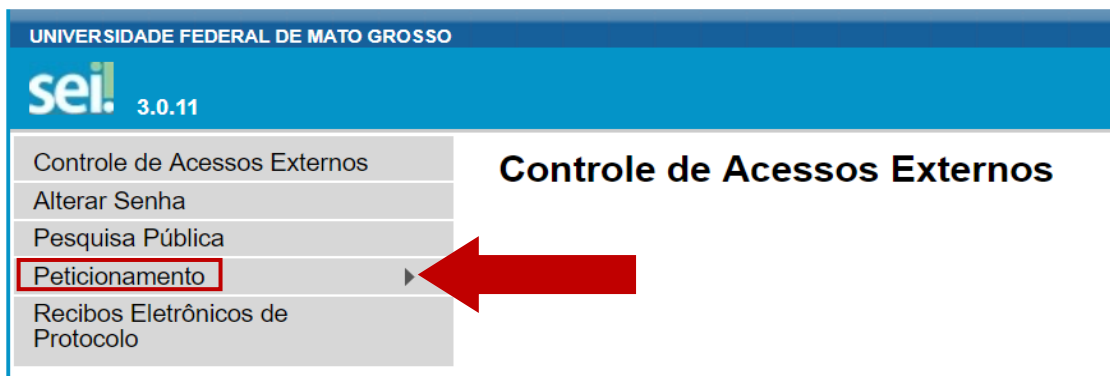 UNIVERSIDADE FEDERAL DE MATO GROSSO
sei!
3.0.11
Controle de Acessos Externos
Alterar Senha
Pesquisa Pública
Peticionamento
Recibos Eletrônicos de
Protocolo
Controle de Acessos Externos